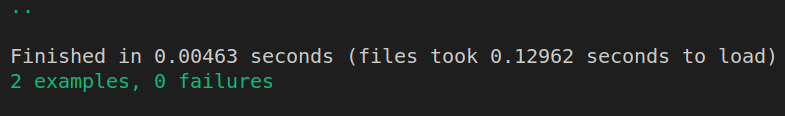 ..
Finished in 0.00463 seconds (files took 0.12962 seconds to load)
2 examples, 0 failures